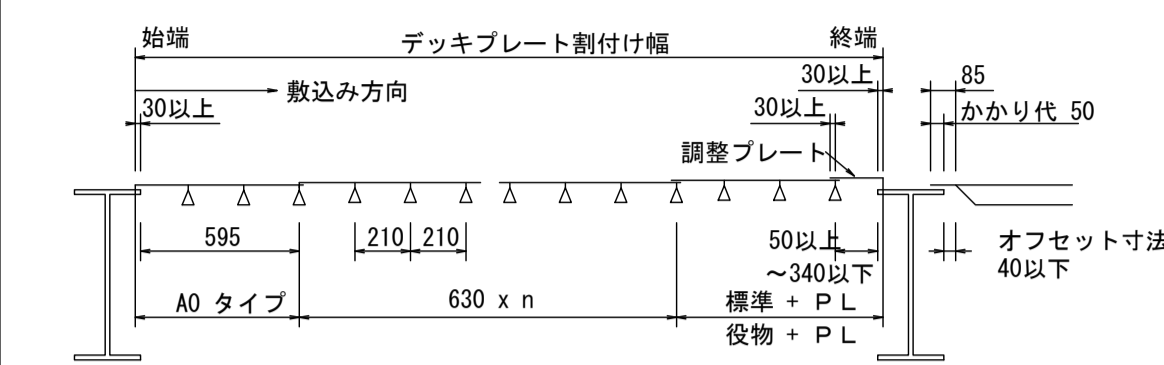 始端
デッキプレート割付け幅
終端
30以上
85
敷込み方向
30以上
30以上
かかり代 50
調整プレート
595
210
210
50以上
~340以下
オフセット寸法
40以下
A0 タイプ
630 x n
標準 + PL
役物 + PL